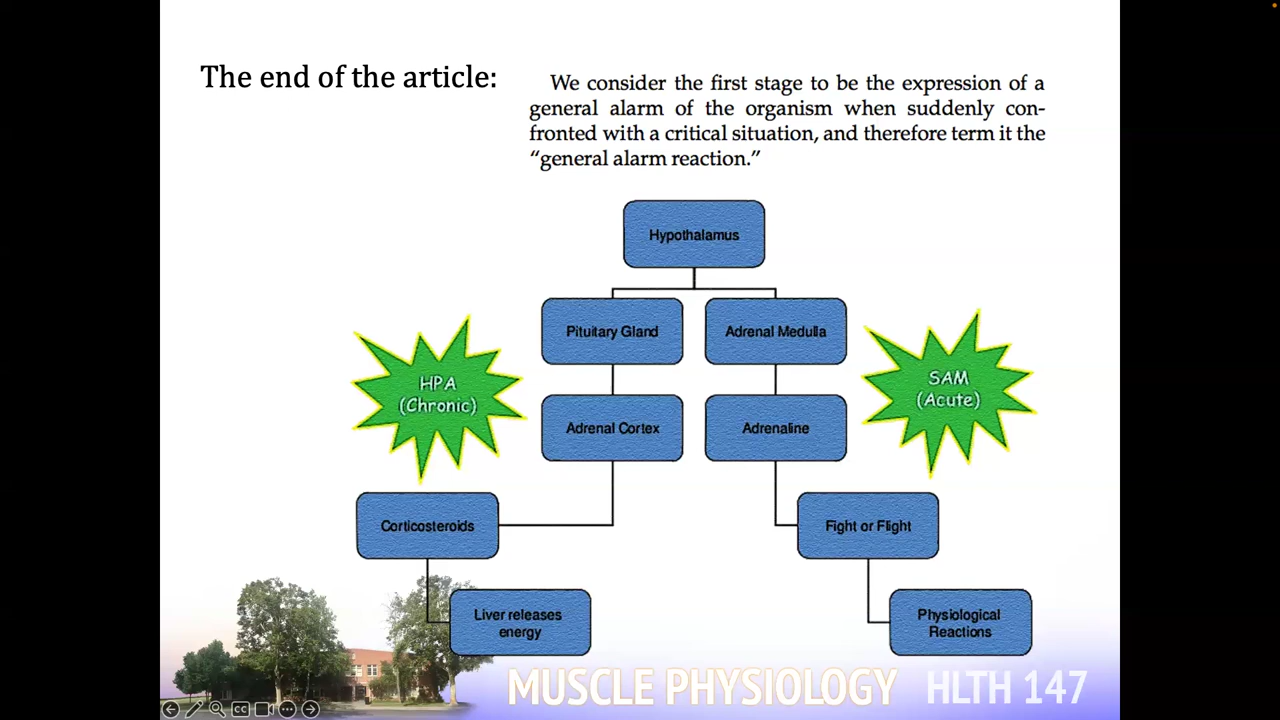 The end of the article:
We consider the first stage to be the expression of a
general alarm of the organism when suddenly con-
fronted with a critical situation, and therefore term it the
“general alarm reaction.”
Hypothalamus
Pituitary Gland
Adrenal Medulla
HPA
(Chronic)
SAM
(Acute)
Adrenal Cortex
Adrenaline
Corticosteroids
Fight or Flight
Liver releases
energy
Physiological
Reactions
MUSCLE PHYSIOLOGY HLTH 147
CC